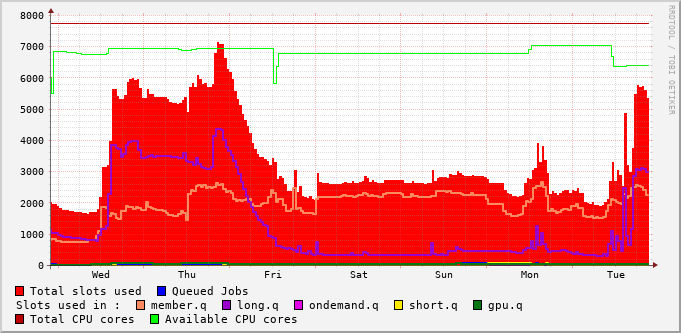 8000
7000
6000
5000
4000
3000
2000
1000
0
Wed Thu Fri Sat Sun Mon Tue
RRDTOOL / TOBI OETIKER
Total slots used Queued Jobs
Slots used in : member.q long.q ondemand.q short.q gpu.q
Total CPU cores Available CPU cores